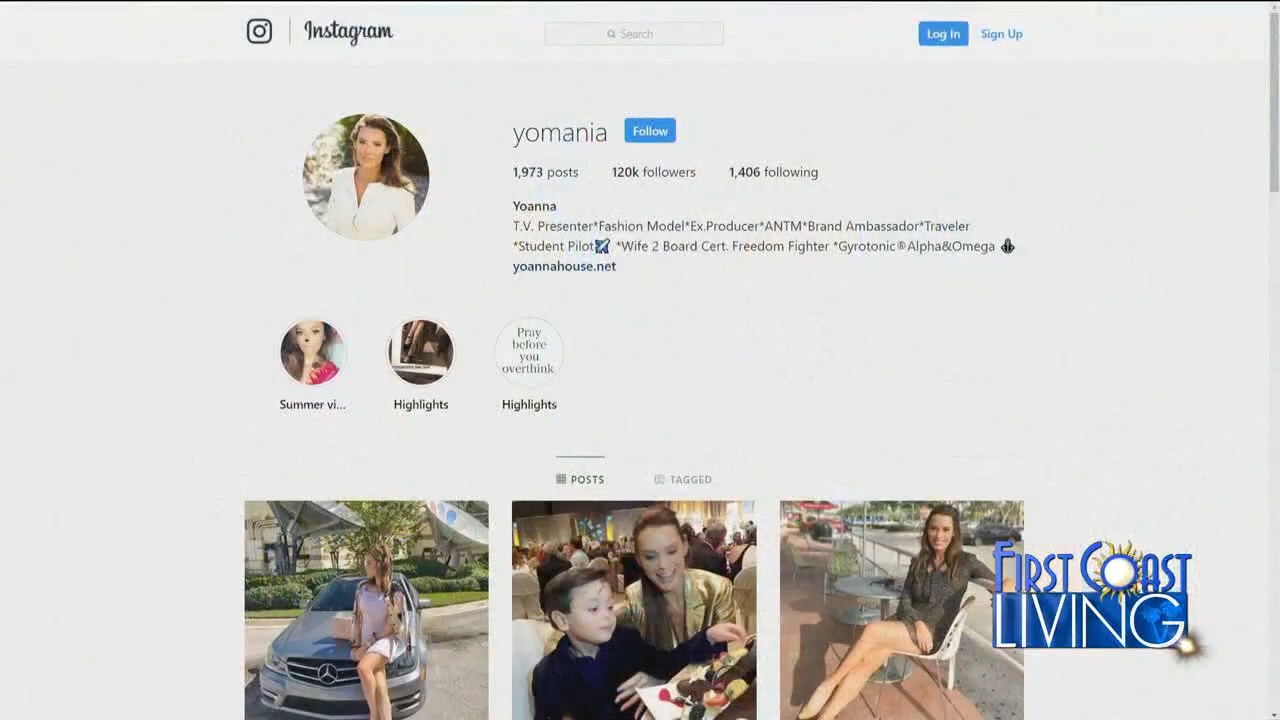 Instagram
Search
Log In
Sign Up
yomania
Follow
1,973 posts 120k followers 1,406 following
Yoanna
T.V. Presenter*Fashion Model*Ex.Producer*ANTM*Brand Ambassador*Traveler
*Student Pilot *Wife 2 Board Cert. Freedom Fighter *Gyrotonic®Alpha&Omega
yoannahouse.net
Pray
before
you
overthink
Summer vi...
Highlights
Highlights
POSTS
TAGGED
FIRST COAST
LIVING